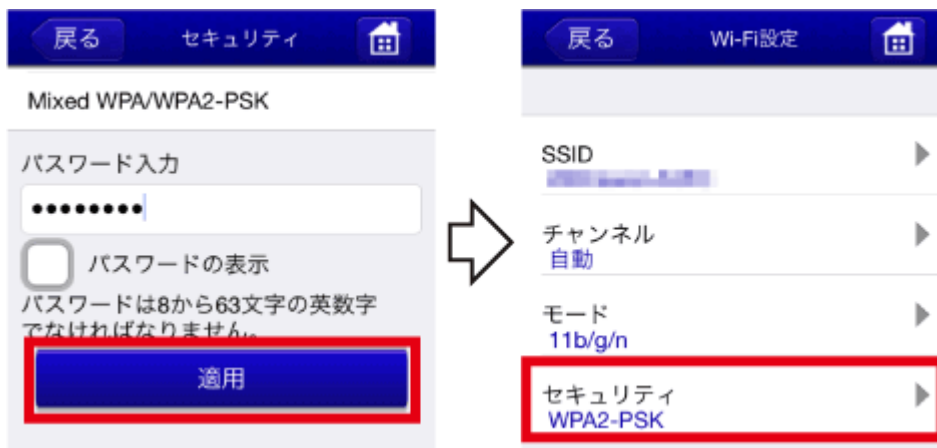 戻る
セキュリティ
Mixed WPA/WPA2-PSK
パスワード入力
パスワードの表示
パスワードは8から63文字の英数字
でなければなりません。
適用
戻る
Wi-Fi設定
SSID
チャンネル
自動
モード
11b/g/n
セキュリティ
WPA2-PSK